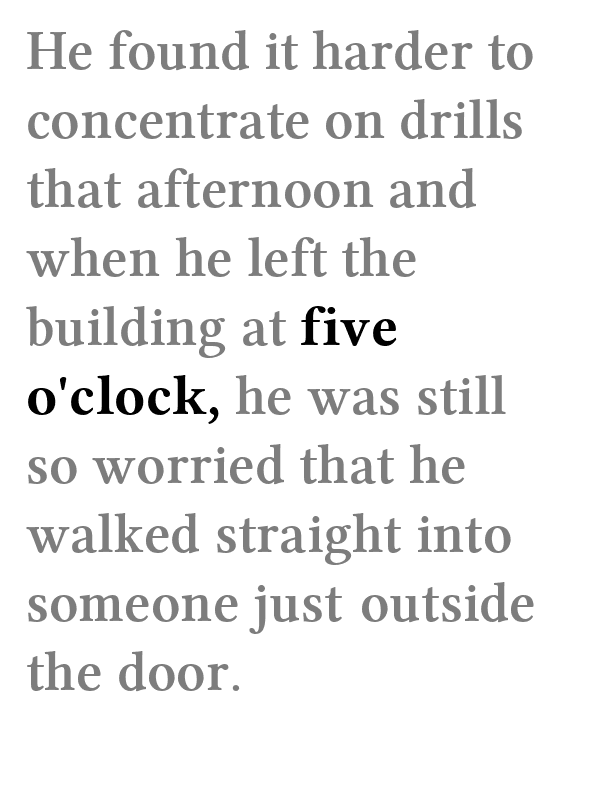 He found it harder to
concentrate on drills
that afternoon and
when he left the
building at five
o'clock, he was still
so worried that he
walked straight into
someone just outside
the door.